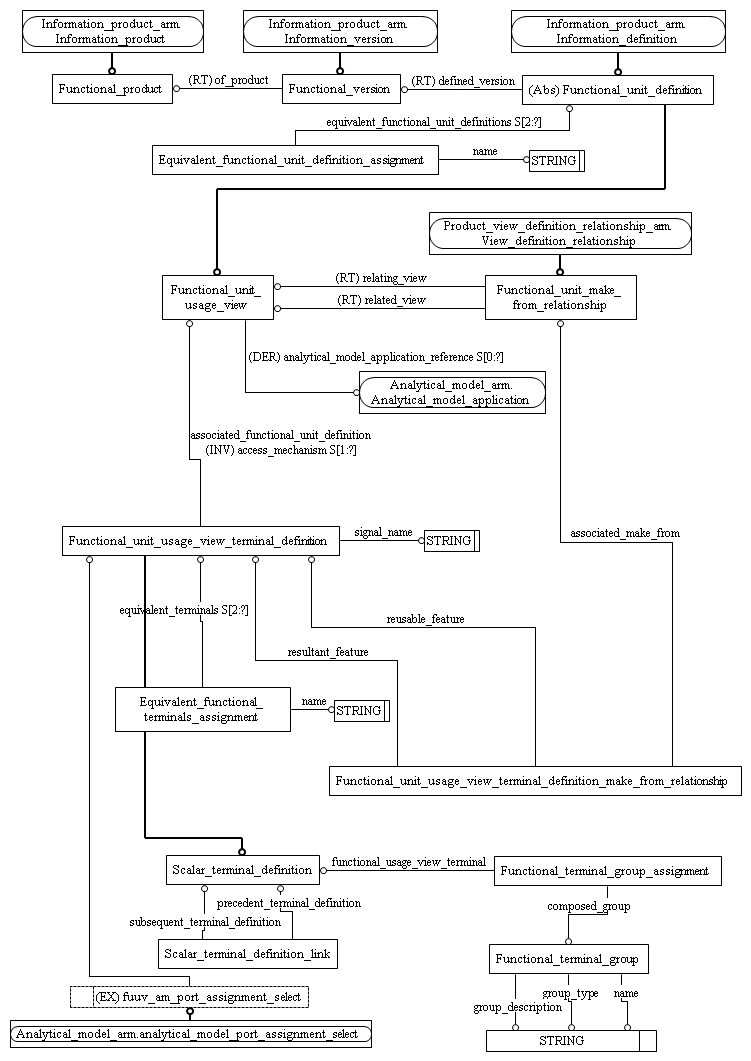 Information_product_arm.
Information_product
Information_product_arm.
Information_version
Information_product_arm.
Information_definition
Functional_product
(RT) of_product
Functional_version
(RT) defined_version
(Abs) Functional_unit_definition
equivalent_functional_unit_definitions S[2:?]
Equivalent_functional_unit_definition_assignment
name
STRING
Product_view_definition_relationship_arm.
View_definition_relationship
Functional_unit_
usage_view
(RT) relating_view
(RT) related_view
Functional_unit_make_
from_relationship
(DER) analytical_model_application_reference S[0:?]
Analytical_model_arm.
Analytical_model_application
associated_functional_unit_definition
(INV) access_mechanism S[1:?]
Functional_unit_usage_view_terminal_definition
signal_name
STRING
associated_make_from
equivalent_terminals S[2:?]
reusable_feature
resultant_feature
Equivalent_functional_
terminals_assignment
name
STRING
Functional_unit_usage_view_terminal_definition_make_from_relationship
Scalar_terminal_definition
functional_usage_view_terminal
Functional_terminal_group_assignment
precedent_terminal_definition
subsequent_terminal_definition
composed_group
Scalar_terminal_definition_link
Functional_terminal_group
(EX) fuuv_am_port_assignment_select
group_description
group_type
name
Analytical_model_arm.analytical_model_port_assignment_select
STRING